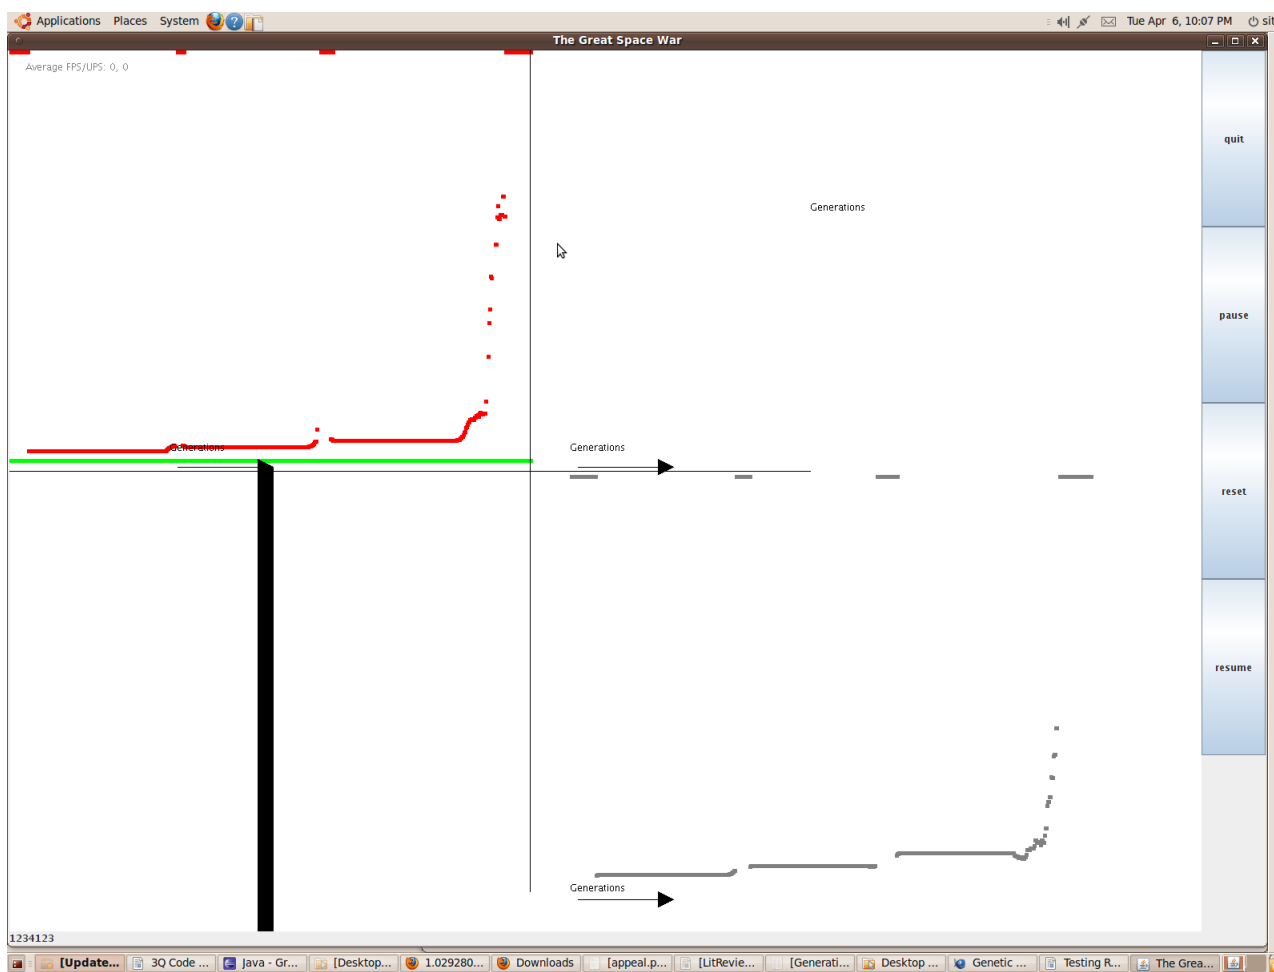 Applications Places System
Tue Apr 6, 10:07 PM
sit
The Great Space War
Average FPS/UPS: 0, 0
quit
Generations
pause
Generations
Generations
reset
resume
Generations
1234123
[Update...
3Q Code ...
Java - Gr...
[Desktop...
1.029280...
Downloads
[appeal.p...
[LitRevie...
[Generati...
Desktop ...
Genetic ...
Testing R...
The Grea...